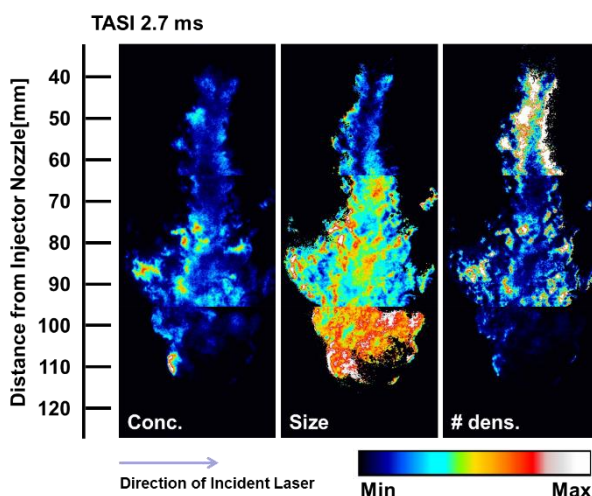 TASI 2.7 ms
Distance from Injector Nozzle[mm]
40
50
60
70
80
90
100
110
120
Conc.
Size
# dens.
Direction of Incident Laser
Min
Max